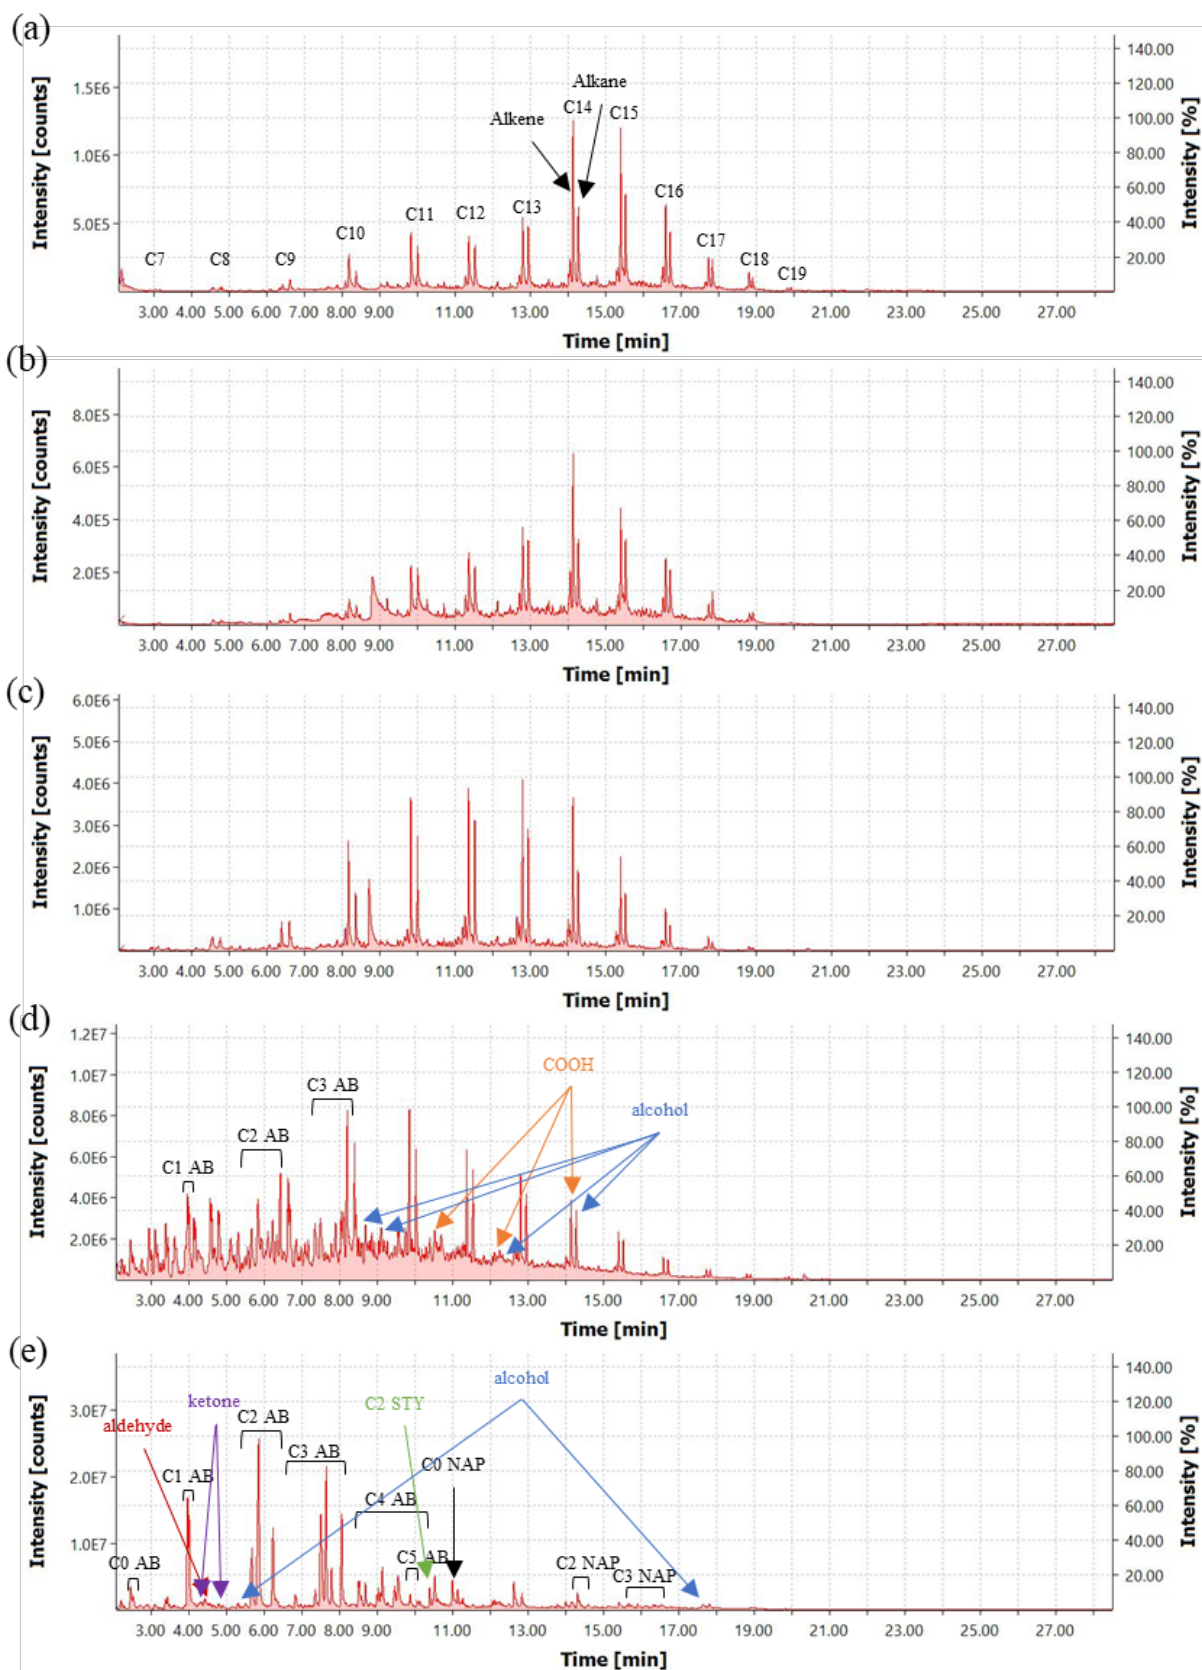 (a)
Intensity [counts]
1.5E6
1.0E6
5.0E5
C7 C8 C9 C10 C11 C12 C13 C14 C15 C16 C17 C18 C19
Alkene
Alkane
140.00
120.00
100.00
80.00
60.00
40.00
20.00
Intensity [%]
3.00 4.00 5.00 6.00 7.00 8.00 9.00 11.00 13.00 15.00 17.00 19.00 21.00 23.00 25.00 27.00
Time [min]
(b)
Intensity [counts]
8.0E5
6.0E5
4.0E5
2.0E5
140.00
120.00
100.00
80.00
60.00
40.00
20.00
Intensity [%]
3.00 4.00 5.00 6.00 7.00 8.00 9.00 11.00 13.00 15.00 17.00 19.00 21.00 23.00 25.00 27.00
Time [min]
(c)
Intensity [counts]
6.0E6
5.0E6
4.0E6
3.0E6
2.0E6
1.0E6
140.00
120.00
100.00
80.00
60.00
40.00
20.00
Intensity [%]
3.00 4.00 5.00 6.00 7.00 8.00 9.00 11.00 13.00 15.00 17.00 19.00 21.00 23.00 25.00 27.00
Time [min]
(d)
Intensity [counts]
1.2E7
1.0E7
8.0E6
6.0E6
4.0E6
2.0E6
C1 AB
C2 AB
C3 AB
COOH
alcohol
140.00
120.00
100.00
80.00
60.00
40.00
20.00
Intensity [%]
3.00 4.00 5.00 6.00 7.00 8.00 9.00 11.00 13.00 15.00 17.00 19.00 21.00 23.00 25.00 27.00
Time [min]
(e)
Intensity [counts]
3.0E7
2.0E7
1.0E7
aldehyde
ketone
C0 AB
C1 AB
C2 AB
C3 AB
C4 AB
C5 AB
C2 STY
C0 NAP
alcohol
C2 NAP
C3 NAP
140.00
120.00
100.00
80.00
60.00
40.00
20.00
Intensity [%]
3.00 4.00 5.00 6.00 7.00 8.00 9.00 11.00 13.00 15.00 17.00 19.00 21.00 23.00 25.00 27.00
Time [min]